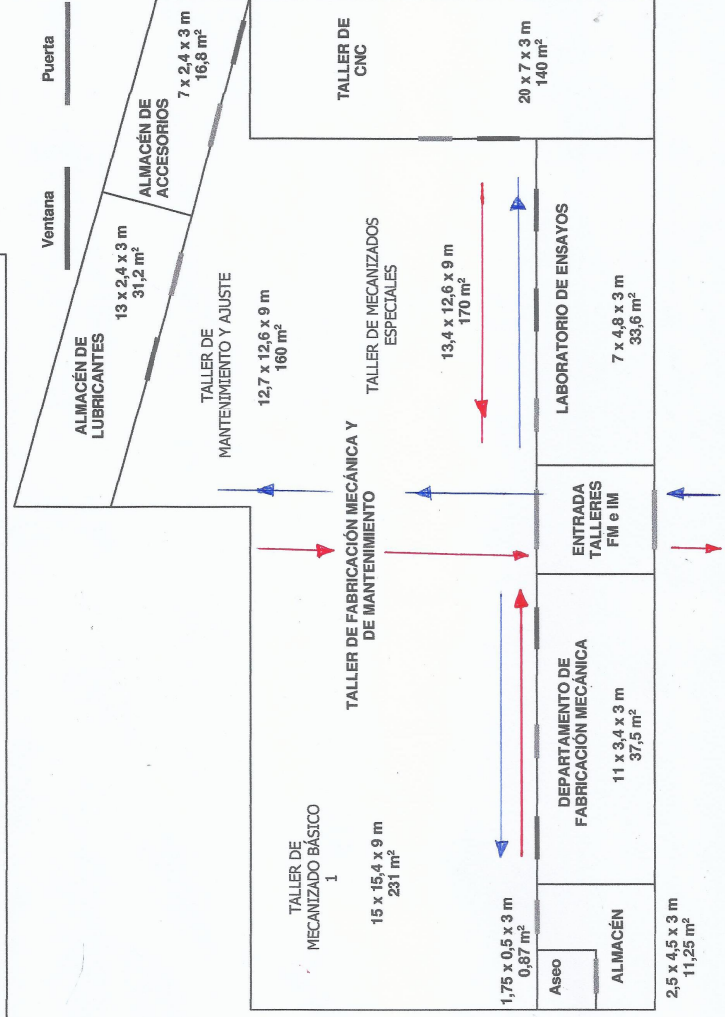 Puerta
Ventana
7 x 2,4 x 3 m
16,8 m²
ALMACÉN DE
ACCESORIOS
13 x 2,4 x 3 m
31,2 m²
ALMACÉN DE
LUBRICANTES
TALLER DE
CNC
20 x 7 x 3 m
140 m²
TALLER DE
MANTENIMIENTO Y AJUSTE
12,7 x 12,6 x 9 m
160 m²
TALLER DE MECANIZADOS
ESPECIALES
13,4 x 12,6 x 9 m
170 m²
LABORATORIO DE ENSAYOS
7 x 4,8 x 3 m
33,6 m²
TALLER DE FABRICACIÓN MECÁNICA Y
DE MANTENIMIENTO
ENTRADA
TALLERES
FM e IM
TALLER DE
MECANIZADO BÁSICO
1
15 x 15,4 x 9 m
231 m²
DEPARTAMENTO DE
FABRICACIÓN MECÁNICA
11 x 3,4 x 3 m
37,5 m²
1,75 x 0,5 x 3 m
0,87 m²
Aseo
ALMACÉN
2,5 x 4,5 x 3 m
11,25 m²